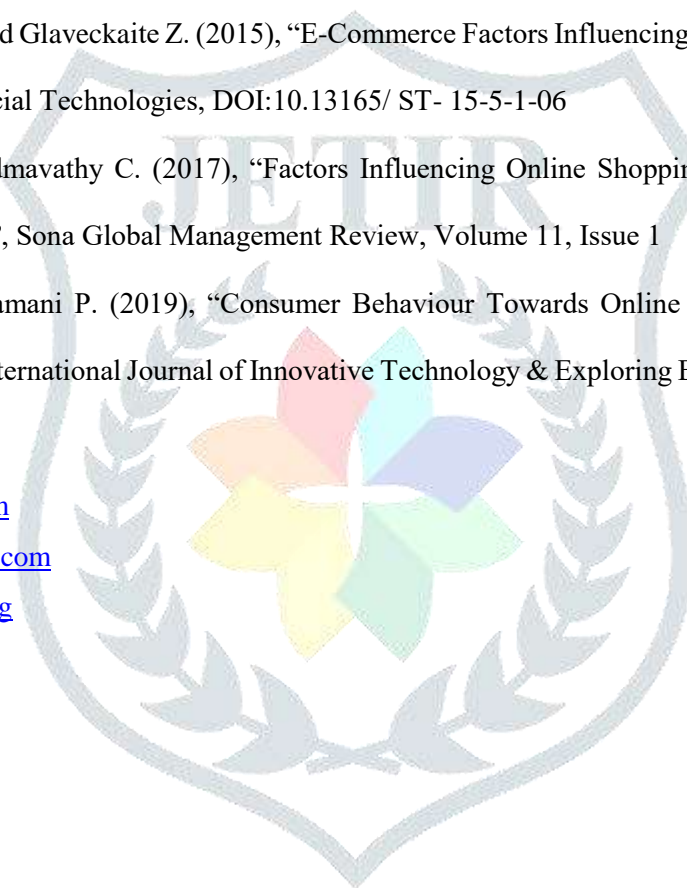 d Glaveckaite Z. (2015), “E-Commerce Factors Influencing
cial Technologies, DOI:10.13165/ ST- 15-5-1-06
dmavathy C. (2017), “Factors Influencing Online Shoppin
”, Sona Global Management Review, Volume 11, Issue 1
amani P. (2019), “Consumer Behaviour Towards Online
nternational Journal of Innovative Technology & Exploring E
JETIR
com
g